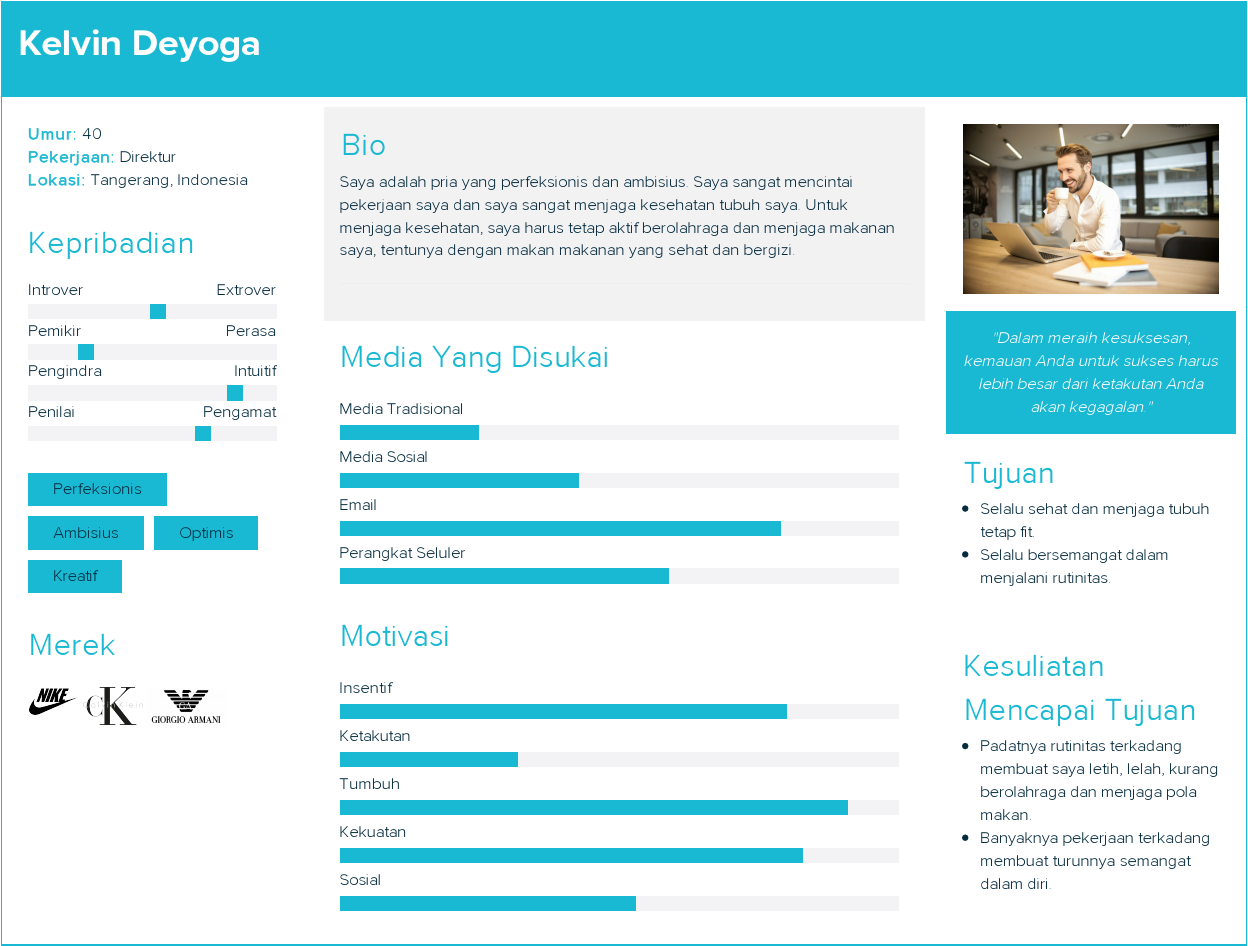 Kelvin Deyoga
Umur: 40
Pekerjaan: Direktur
Lokasi: Tangerang, Indonesia
Kepribadian
Introver Extrover
Pemikir Perasa
Pengindra Intuitif
Penilai Pengamat
Perfeksionis
Ambisius Optimis
Kreatif
Merek
NIKE
cK
GIORGIO ARMANI
Bio
Saya adalah pria yang perfeksionis dan ambisius. Saya sangat mencintai
pekerjaan saya dan saya sangat menjaga kesehatan tubuh saya. Untuk
menjaga kesehatan, saya harus tetap aktif berolahraga dan menjaga makanan
saya, tentunya dengan makan makanan yang sehat dan bergizi.
Media Yang Disukai
Media Tradisional
Media Sosial
Email
Perangkat Seluler
Motivasi
Insentif
Ketakutan
Tumbuh
Kekuatan
Sosial
"Dalam meraih kesuksesan,
kemauan Anda untuk sukses harus
lebih besar dari ketakutan Anda
akan kegagalan."
Tujuan
Selalu sehat dan menjaga tubuh
tetap fit.
Selalu bersemangat dalam
menjalani rutinitas.
Kesuliatan
Mencapai Tujuan
Padatnya rutinitas terkadang
membuat saya letih, lelah, kurang
berolahraga dan menjaga pola
makan.
Banyaknya pekerjaan terkadang
membuat turunnya semangat
dalam diri.